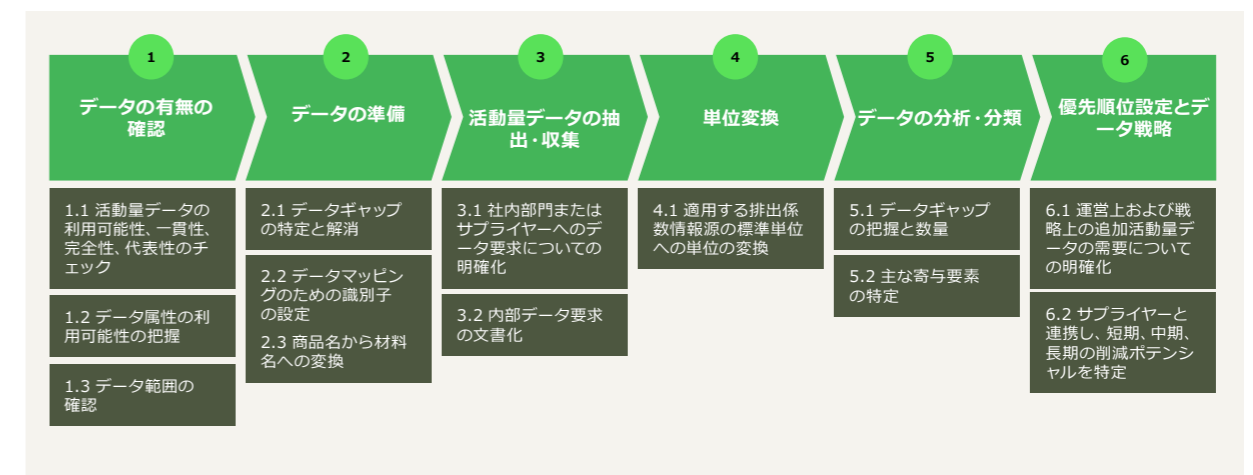 1
データの有無の
確認
1.1 活動量データの
利用可能性、一貫性、
完全性、代表性のチ
ェック
1.2 データ属性の利
用可能性の把握
1.3 データ範囲の
確認
2
データの準備
2.1 データギャップ
の特定と解消
2.2 データマッピン
グのための識別子
の設定
2.3 商品名から材料
名への変換
3
活動量データの抽
出・収集
3.1 社内部門または
サプライヤーへのデ
ータ要求についての
明確化
3.2 内部データ要求
の文書化
4
単位変換
4.1 適用する排出係
数情報源の標準単位
への単位の変換
5
データの分析・分類
5.1 データギャップ
の把握と数量
5.2 主な寄与要素
の特定
6
優先順位設定とデ
ータ戦略
6.1 運営上および戦
略上の追加活動量デ
ータの需要について
の明確化
6.2 サプライヤーと
連携し、短期、中期、
長期の削減ポテンシ
ャルを特定